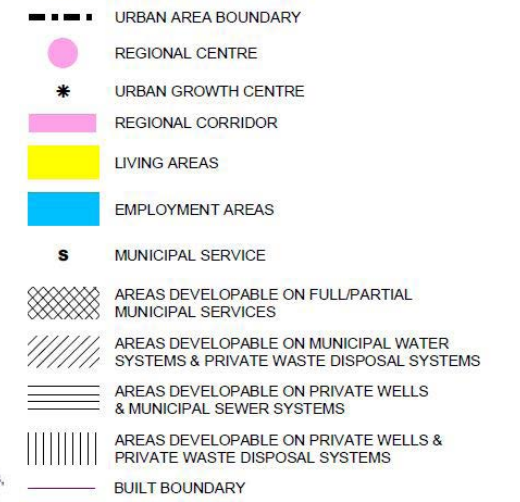 URBAN AREA BOUNDARY
REGIONAL CENTRE
URBAN GROWTH CENTRE
REGIONAL CORRIDOR
LIVING AREAS
EMPLOYMENT AREAS
S MUNICIPAL SERVICE
AREAS DEVELOPABLE ON FULL/PARTIAL
MUNICIPAL SERVICES
AREAS DEVELOPABLE ON MUNICIPAL WATER
SYSTEMS & PRIVATE WASTE DISPOSAL SYSTEMS
AREAS DEVELOPABLE ON PRIVATE WELLS
& MUNICIPAL SEWER SYSTEMS
AREAS DEVELOPABLE ON PRIVATE WELLS &
PRIVATE WASTE DISPOSAL SYSTEMS
BUILT BOUNDARY